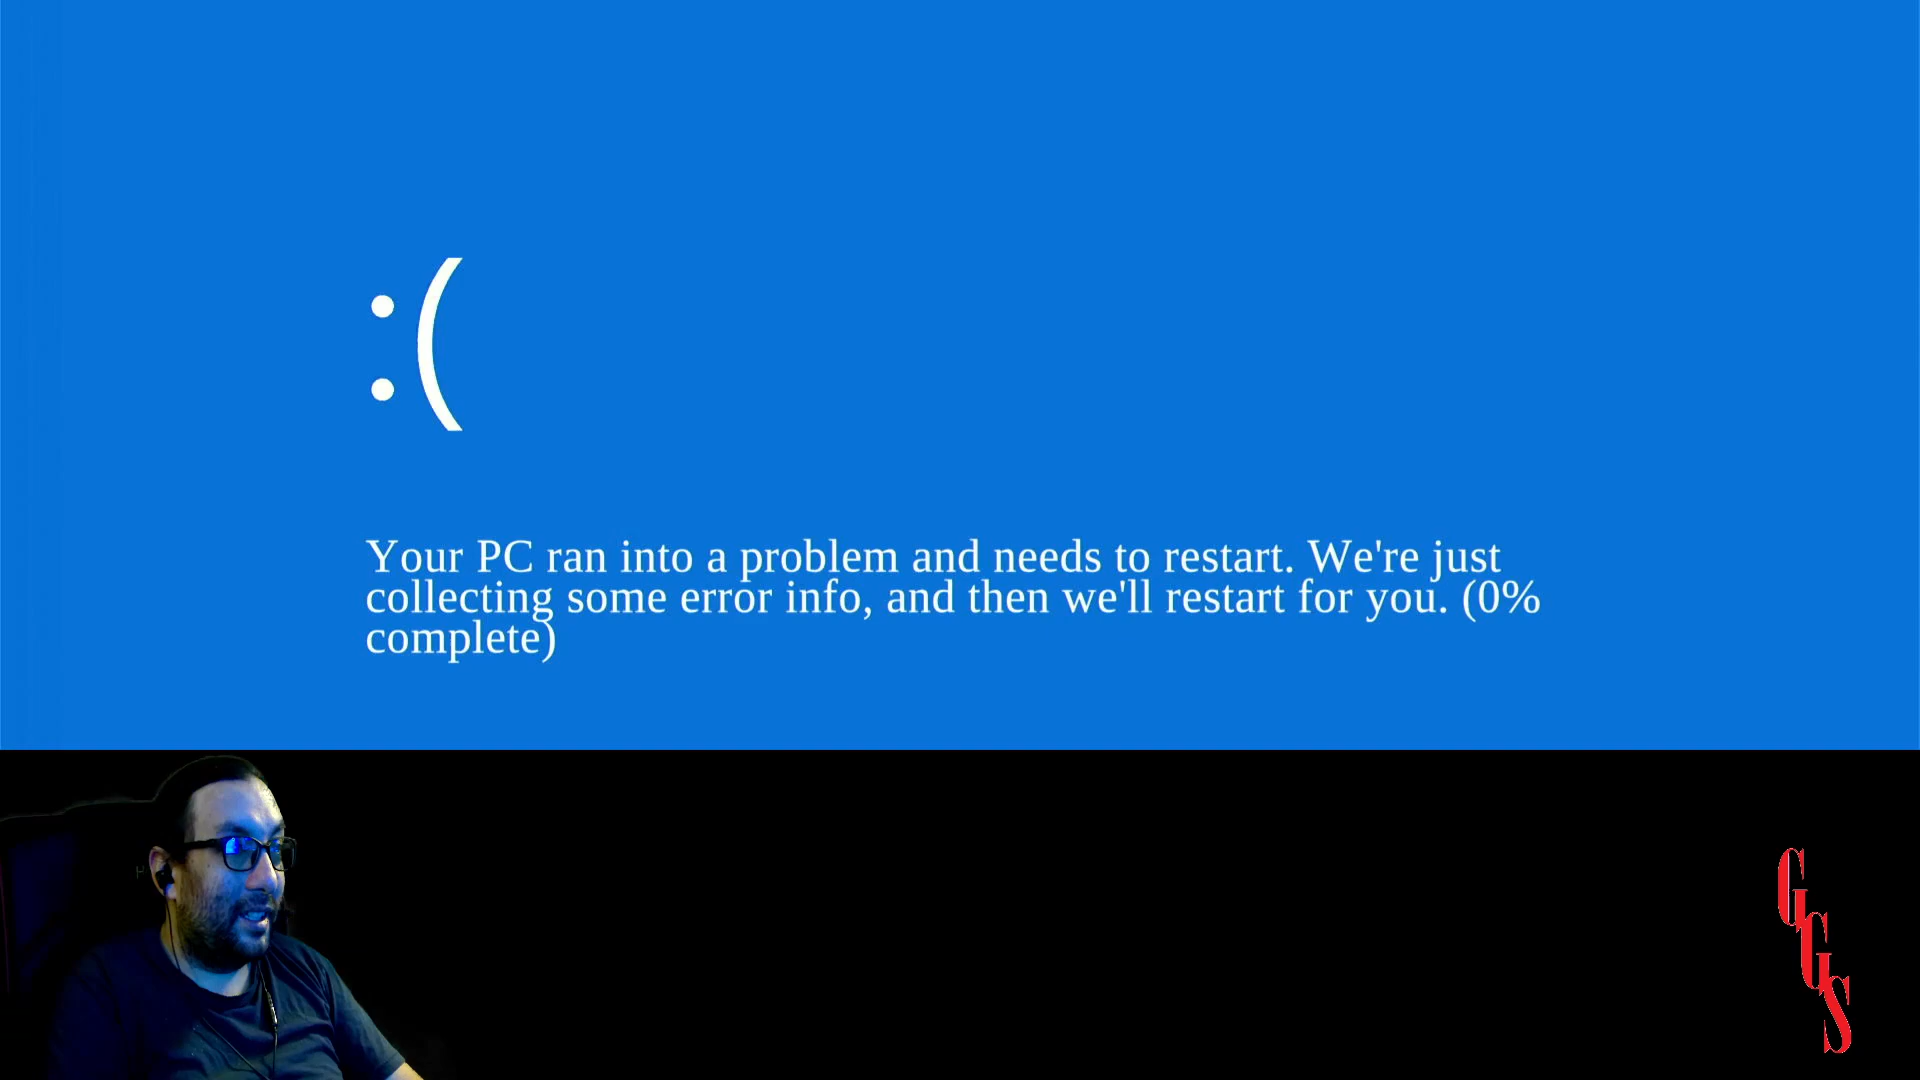 :(
Your PC ran into a problem and needs to restart. We're just
collecting some error info, and then we'll restart for you. (0%
complete)
GGS